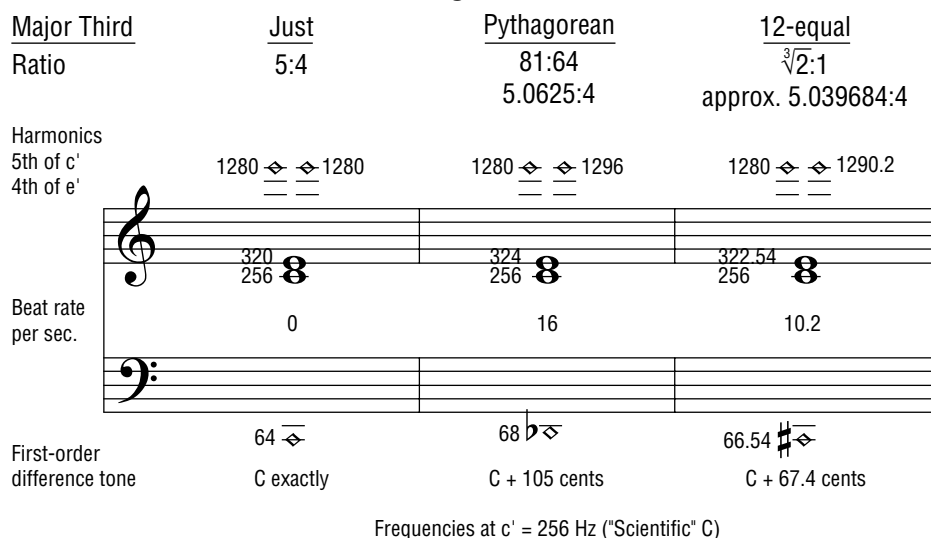 Major Third Just Pythagorean 12-equal
Ratio 5:4 81:64 ∛2:1
5.0625:4 approx. 5.039684:4
Harmonics
5th of c' 1280 1280 1280 1296 1280 1290.2
4th of e'
320 324 322.54
256 256 256
Beat rate
per sec. 0 16 10.2
64 68 66.54
First-order
difference tone C exactly C + 105 cents C + 67.4 cents
Frequencies at c' = 256 Hz ("Scientific" C)